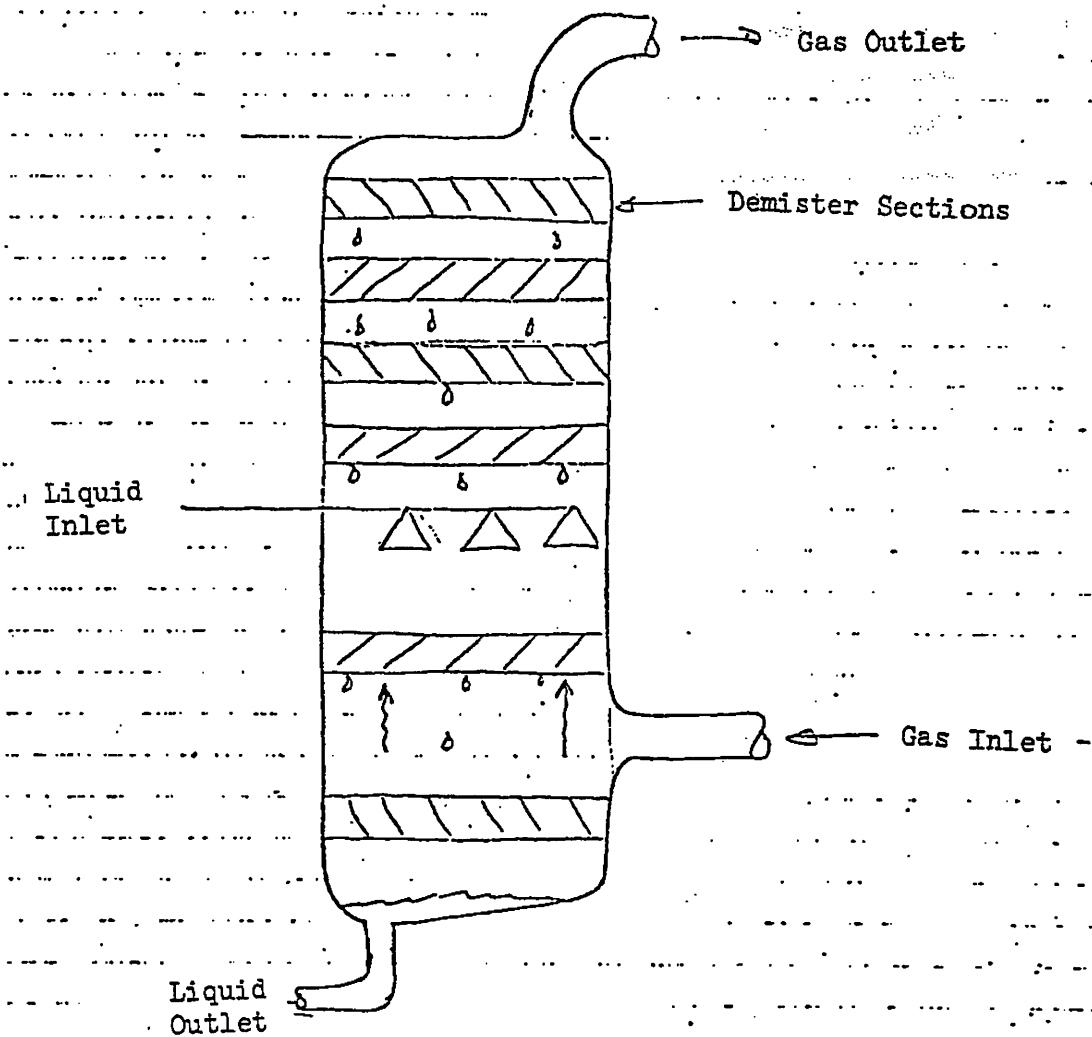 Gas Outlet
Demister Sections
Liquid
Inlet
Gas Inlet
Liquid
Outlet